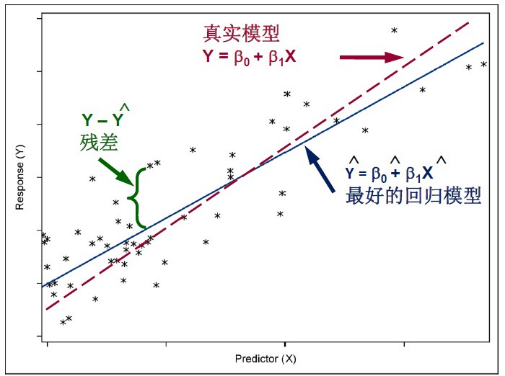 真实模型
Y = β₀ + β₁X
Y – Ŷ
残差
Ŷ = β̂₀ + β̂₁X
最好的回归模型
Response (Y)
Predictor (X)